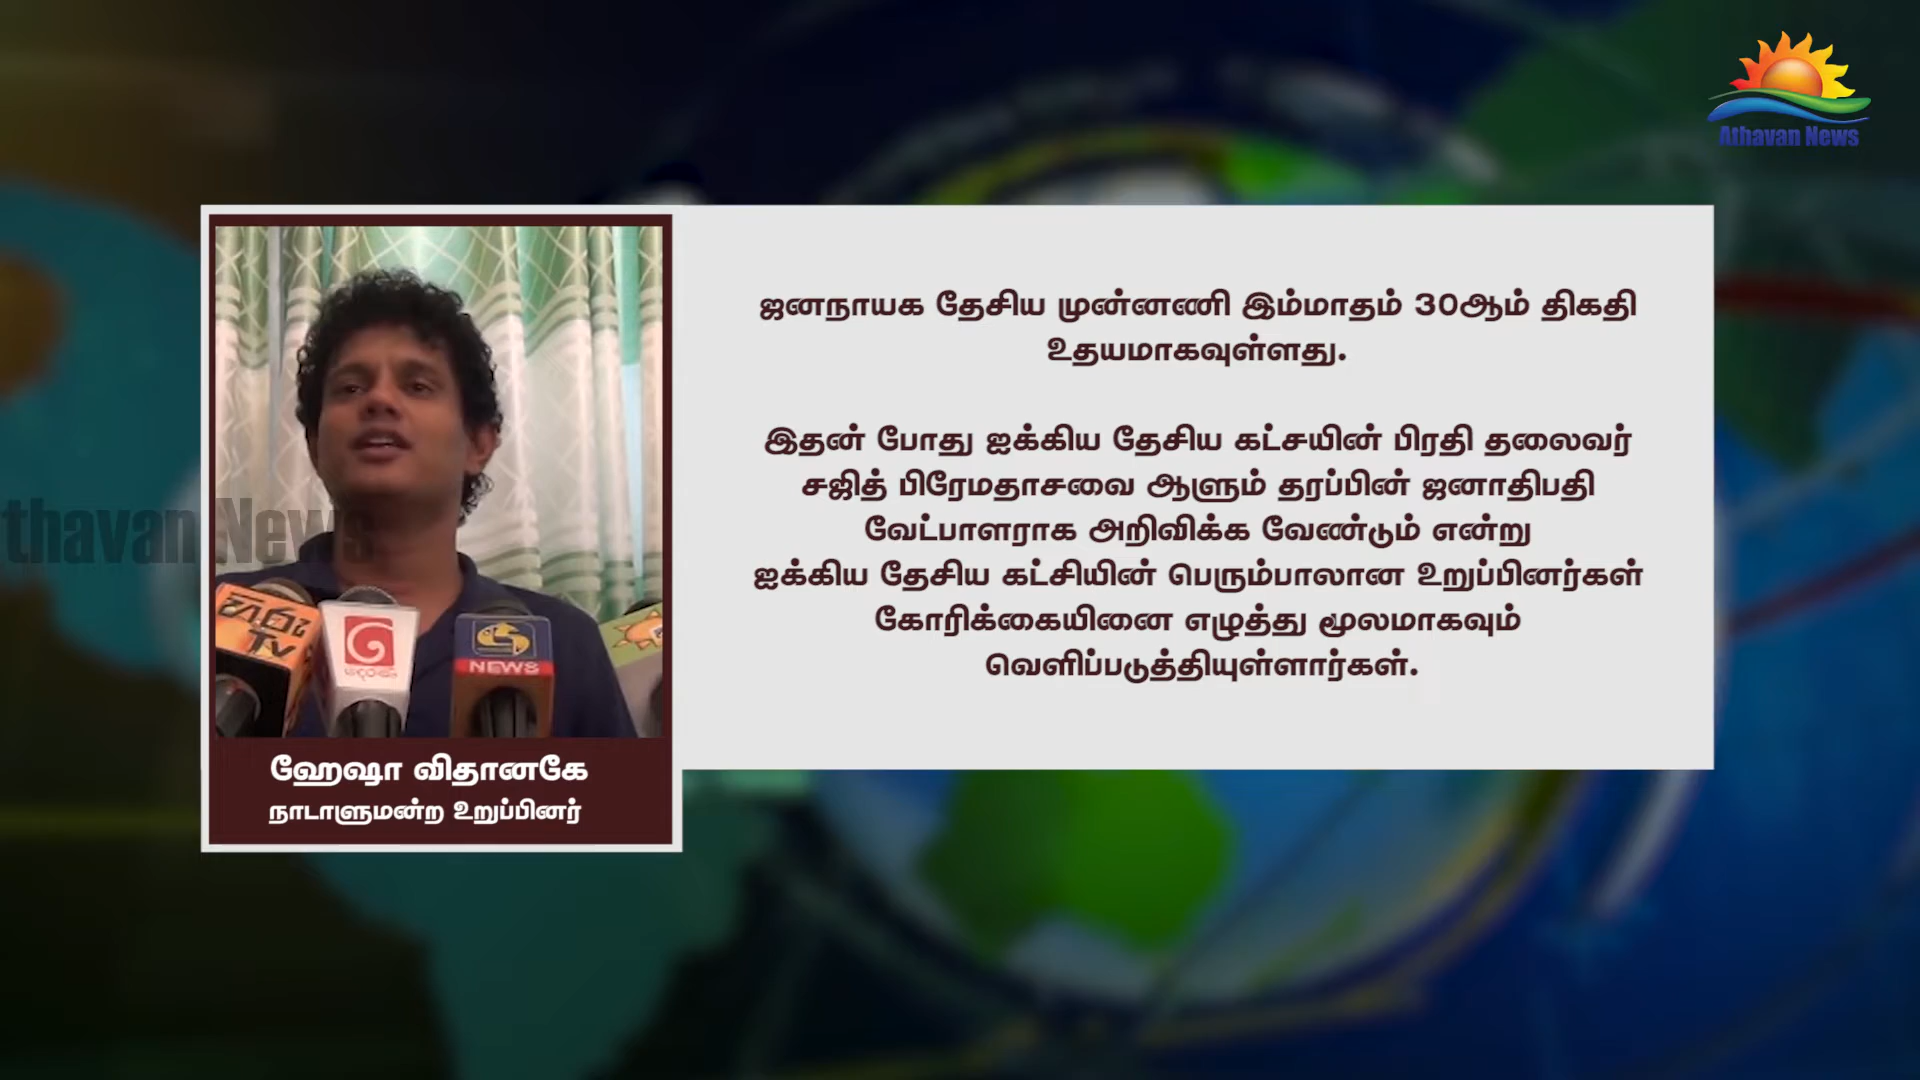 Athavan News
ஜனநாயக தேசிய முன்னணி இம்மாதம் 30ஆம் திகதி
உதயமாகவுள்ளது.
இதன் போது ஐக்கிய தேசிய கட்சயின் பிரதி தலைவர்
சஜித் பிரேமதாசவை ஆளும் தரப்பின் ஜனாதிபதி
வேட்பாளராக அறிவிக்க வேண்டும் என்று
ஐக்கிய தேசிய கட்சியின் பெரும்பாலான உறுப்பினர்கள்
கோரிக்கையினை எழுத்து மூலமாகவும்
வெளிப்படுத்தியுள்ளார்கள்.
thavan News
හිරු
TV
NEWS
ஹேஷா விதானகே
நாடாளுமன்ற உறுப்பினர்